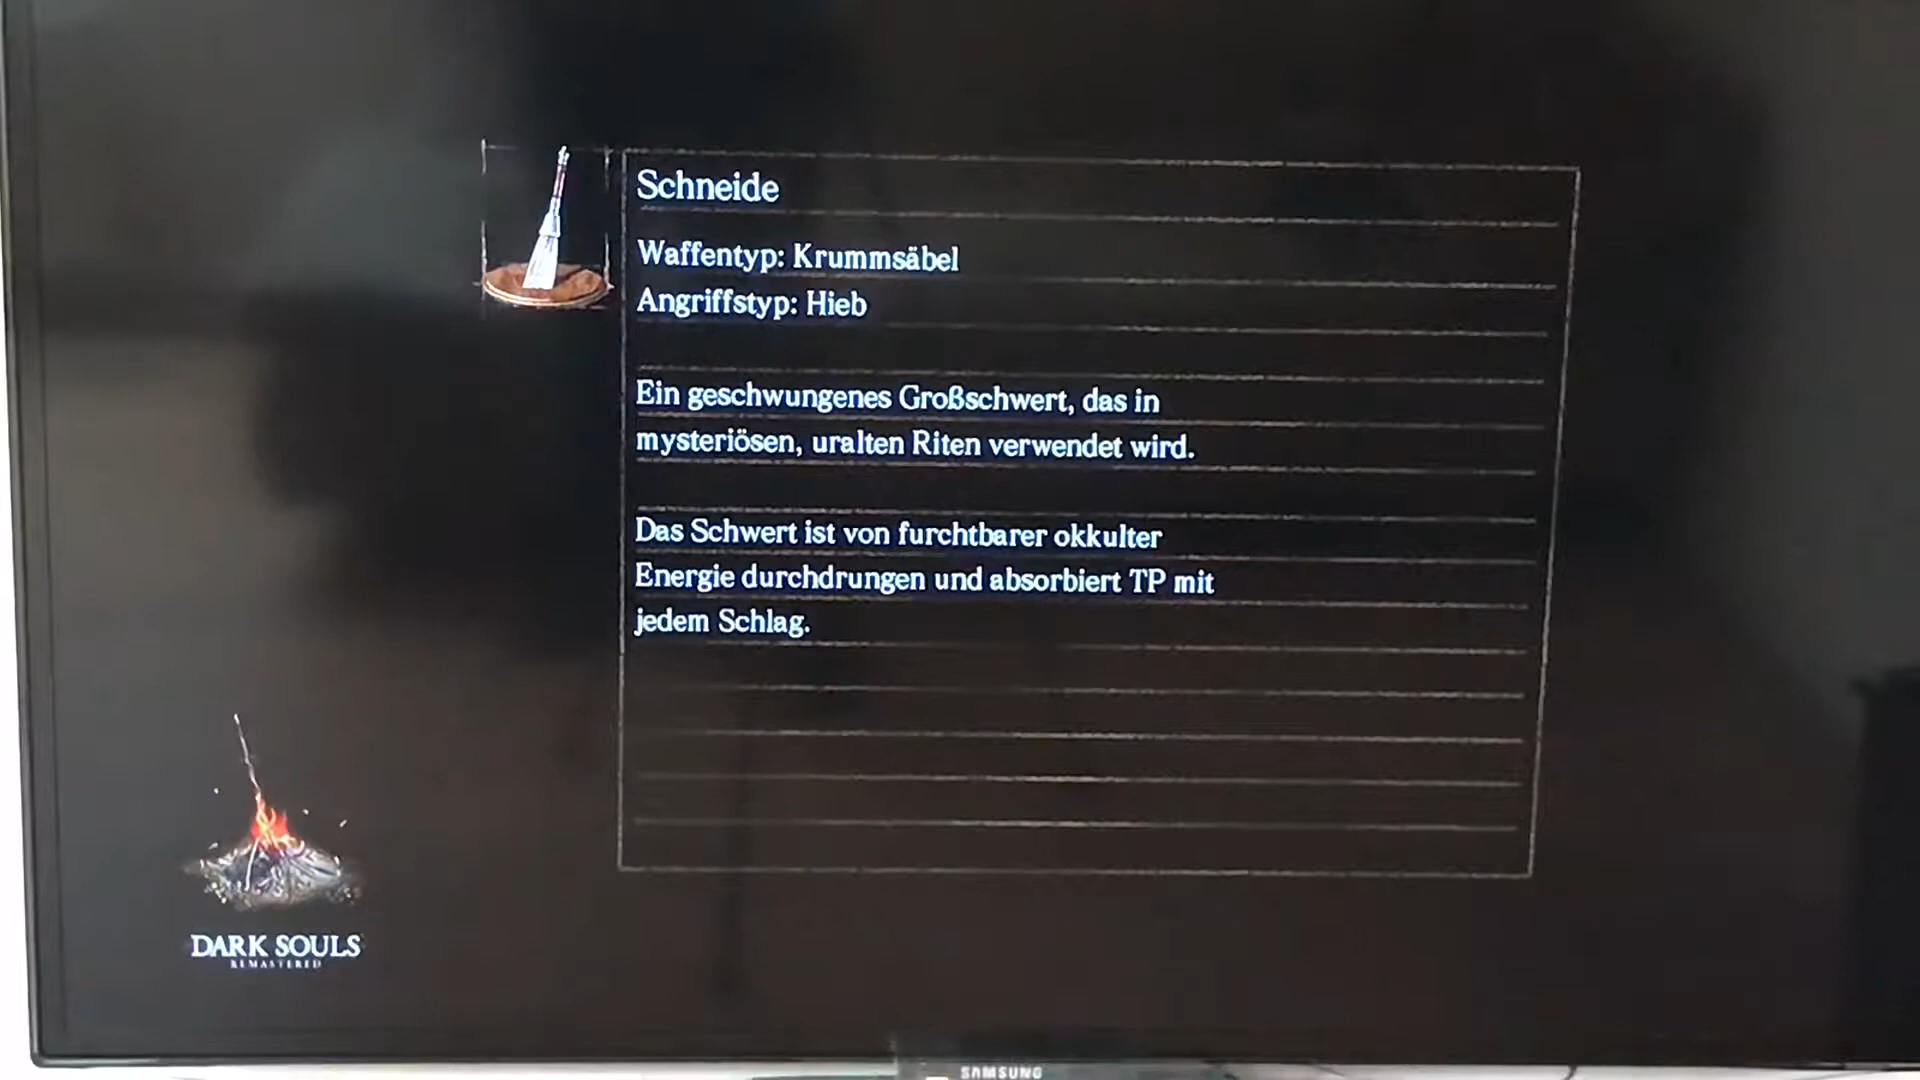 Schneide
Waffentyp: Krummsäbel
Angriffstyp: Hieb
Ein geschwungenes Großschwert, das in
mysteriösen, uralten Riten verwendet wird.
Das Schwert ist von furchtbarer okkulter
Energie durchdrungen und absorbiert TP mit
jedem Schlag.
DARK SOULS
REMASTERED
SAMSUNG